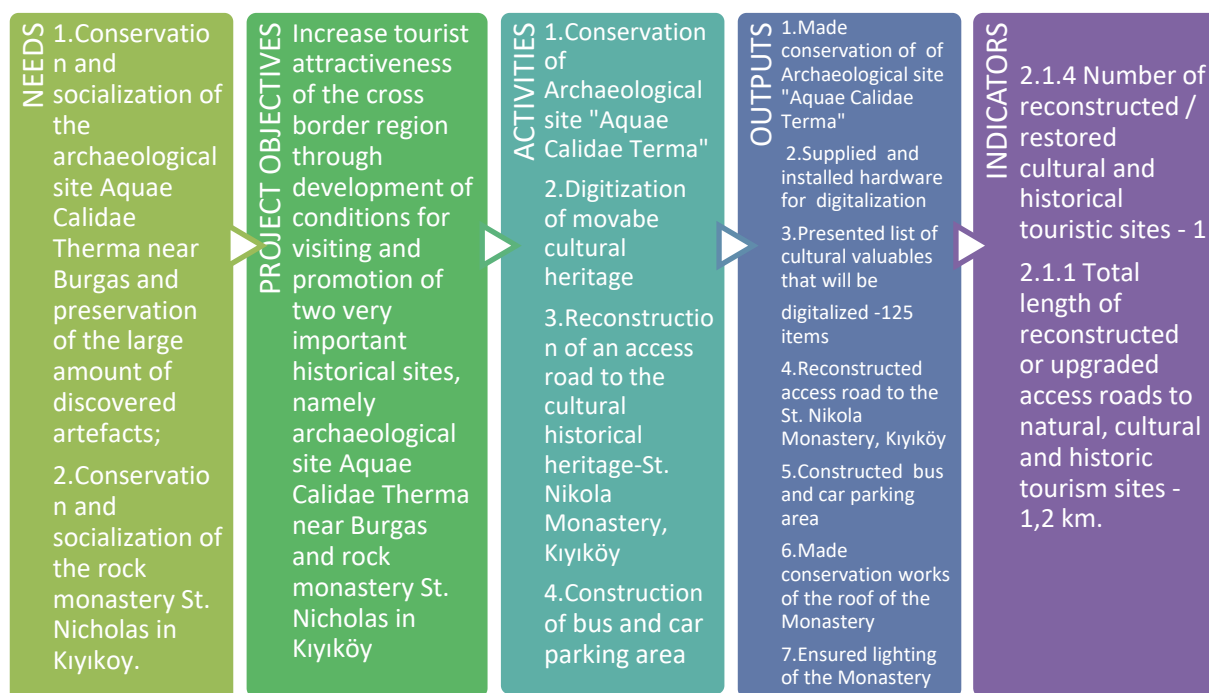 NEEDS
1.Conservatio
n and
socialization of
the
archaeological
site Aquae
Calidae
Therma near
Burgas and
preservation
of the large
amount of
discovered
artefacts;
2.Conservatio
n and
socialization of
the rock
monastery St.
Nicholas in
Kıyıkoy.
PROJECT OBJECTIVES
Increase tourist
attractiveness
of the cross
border region
through
development of
conditions for
visiting and
promotion of
two very
important
historical sites,
namely
archaeological
site Aquae
Calidae Therma
near Burgas
and rock
monastery St.
Nicholas in
Kıyıköy
ACTIVITIES
1.Conservation
of
Archaeological
site "Aquae
Calidae Terma"
2.Digitization
of movabe
cultural
heritage
3.Reconstructio
n of an access
road to the
cultural
historical
heritage-St.
Nikola
Monastery,
Kıyıköy
4.Construction
of bus and car
parking area
OUTPUTS
1.Made
conservation of of
Archaeological site
"Aquae Calidae
Terma"
2.Supplied and
installed hardware
for digitalization
3.Presented list of
cultural valuables
that will be
digitalized -125
items
4.Reconstructed
access road to the
St. Nikola
Monastery, Kıyıköy
5.Constructed bus
and car parking
area
6.Made
conservation works
of the roof of the
Monastery
7.Ensured lighting
of the Monastery
INDICATORS
2.1.4 Number of
reconstructed /
restored
cultural and
historical
touristic sites - 1
2.1.1 Total
length of
reconstructed
or upgraded
access roads to
natural, cultural
and historic
tourism sites -
1,2 km.